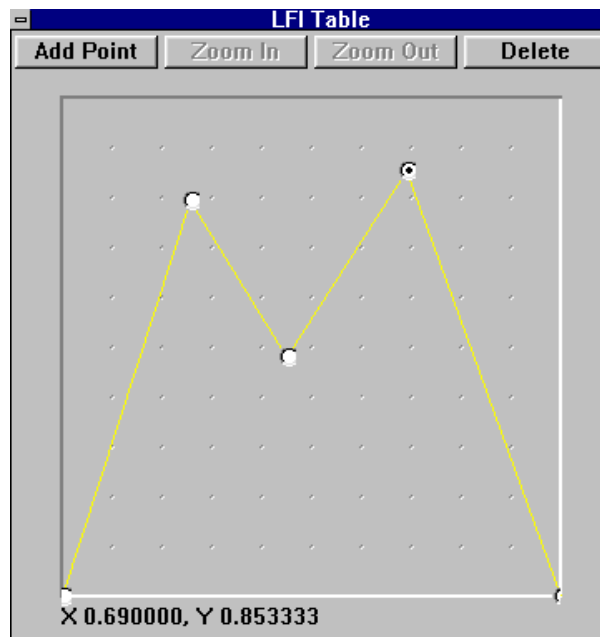 LFI Table
Add Point Zoom In Zoom Out Delete
X 0.690000, Y 0.853333